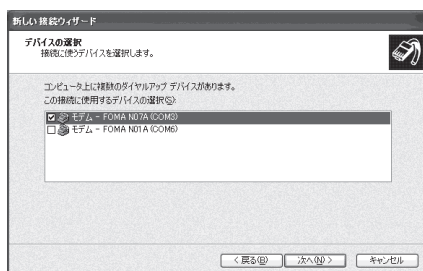 新しい接続ウィザード
デバイスの選択
接続に使うデバイスを選択します。
コンピュータ上に複数のダイヤルアップ デバイスがあります。
この接続に使用するデバイスの選択(S):
モデム - FOMA N07A (COM3)
モデム - FOMA N01A (COM6)
< 戻る(B)
次へ(N) >
キャンセル